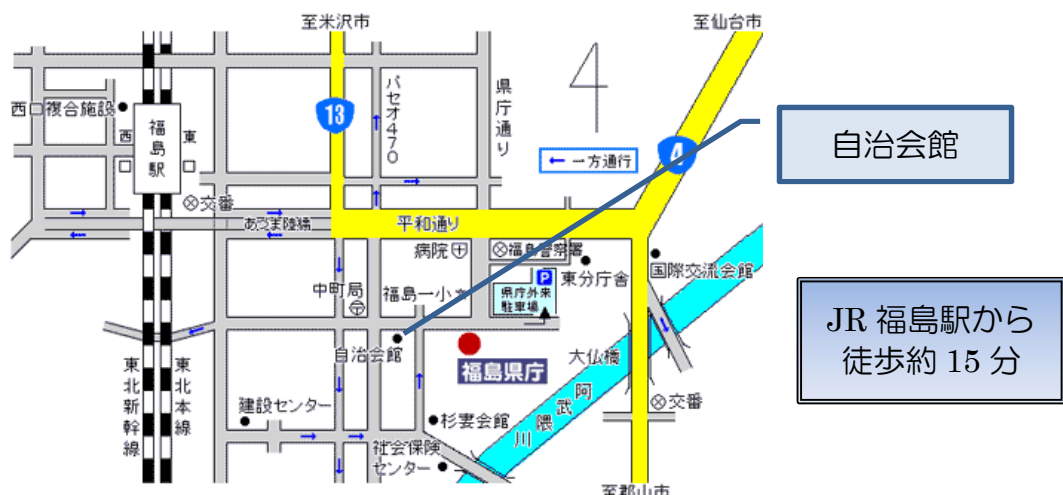 至米沢市
至仙台市
西口複合施設
福島駅
西口
東口
13
パセオ470
県庁通り
4
←一方通行
自治会館
交番
あづま陸橋
平和通り
病院
福島警察署
P
東分庁舎
国際交流会館
中町局
福島一小
県庁外来
駐車場
自治会館
福島県庁
大仏橋
JR 福島駅から
徒歩約 15 分
東北新幹線
東北本線
建設センター
杉妻会館
阿武隈川
交番
社会保険
センター
至郡山市